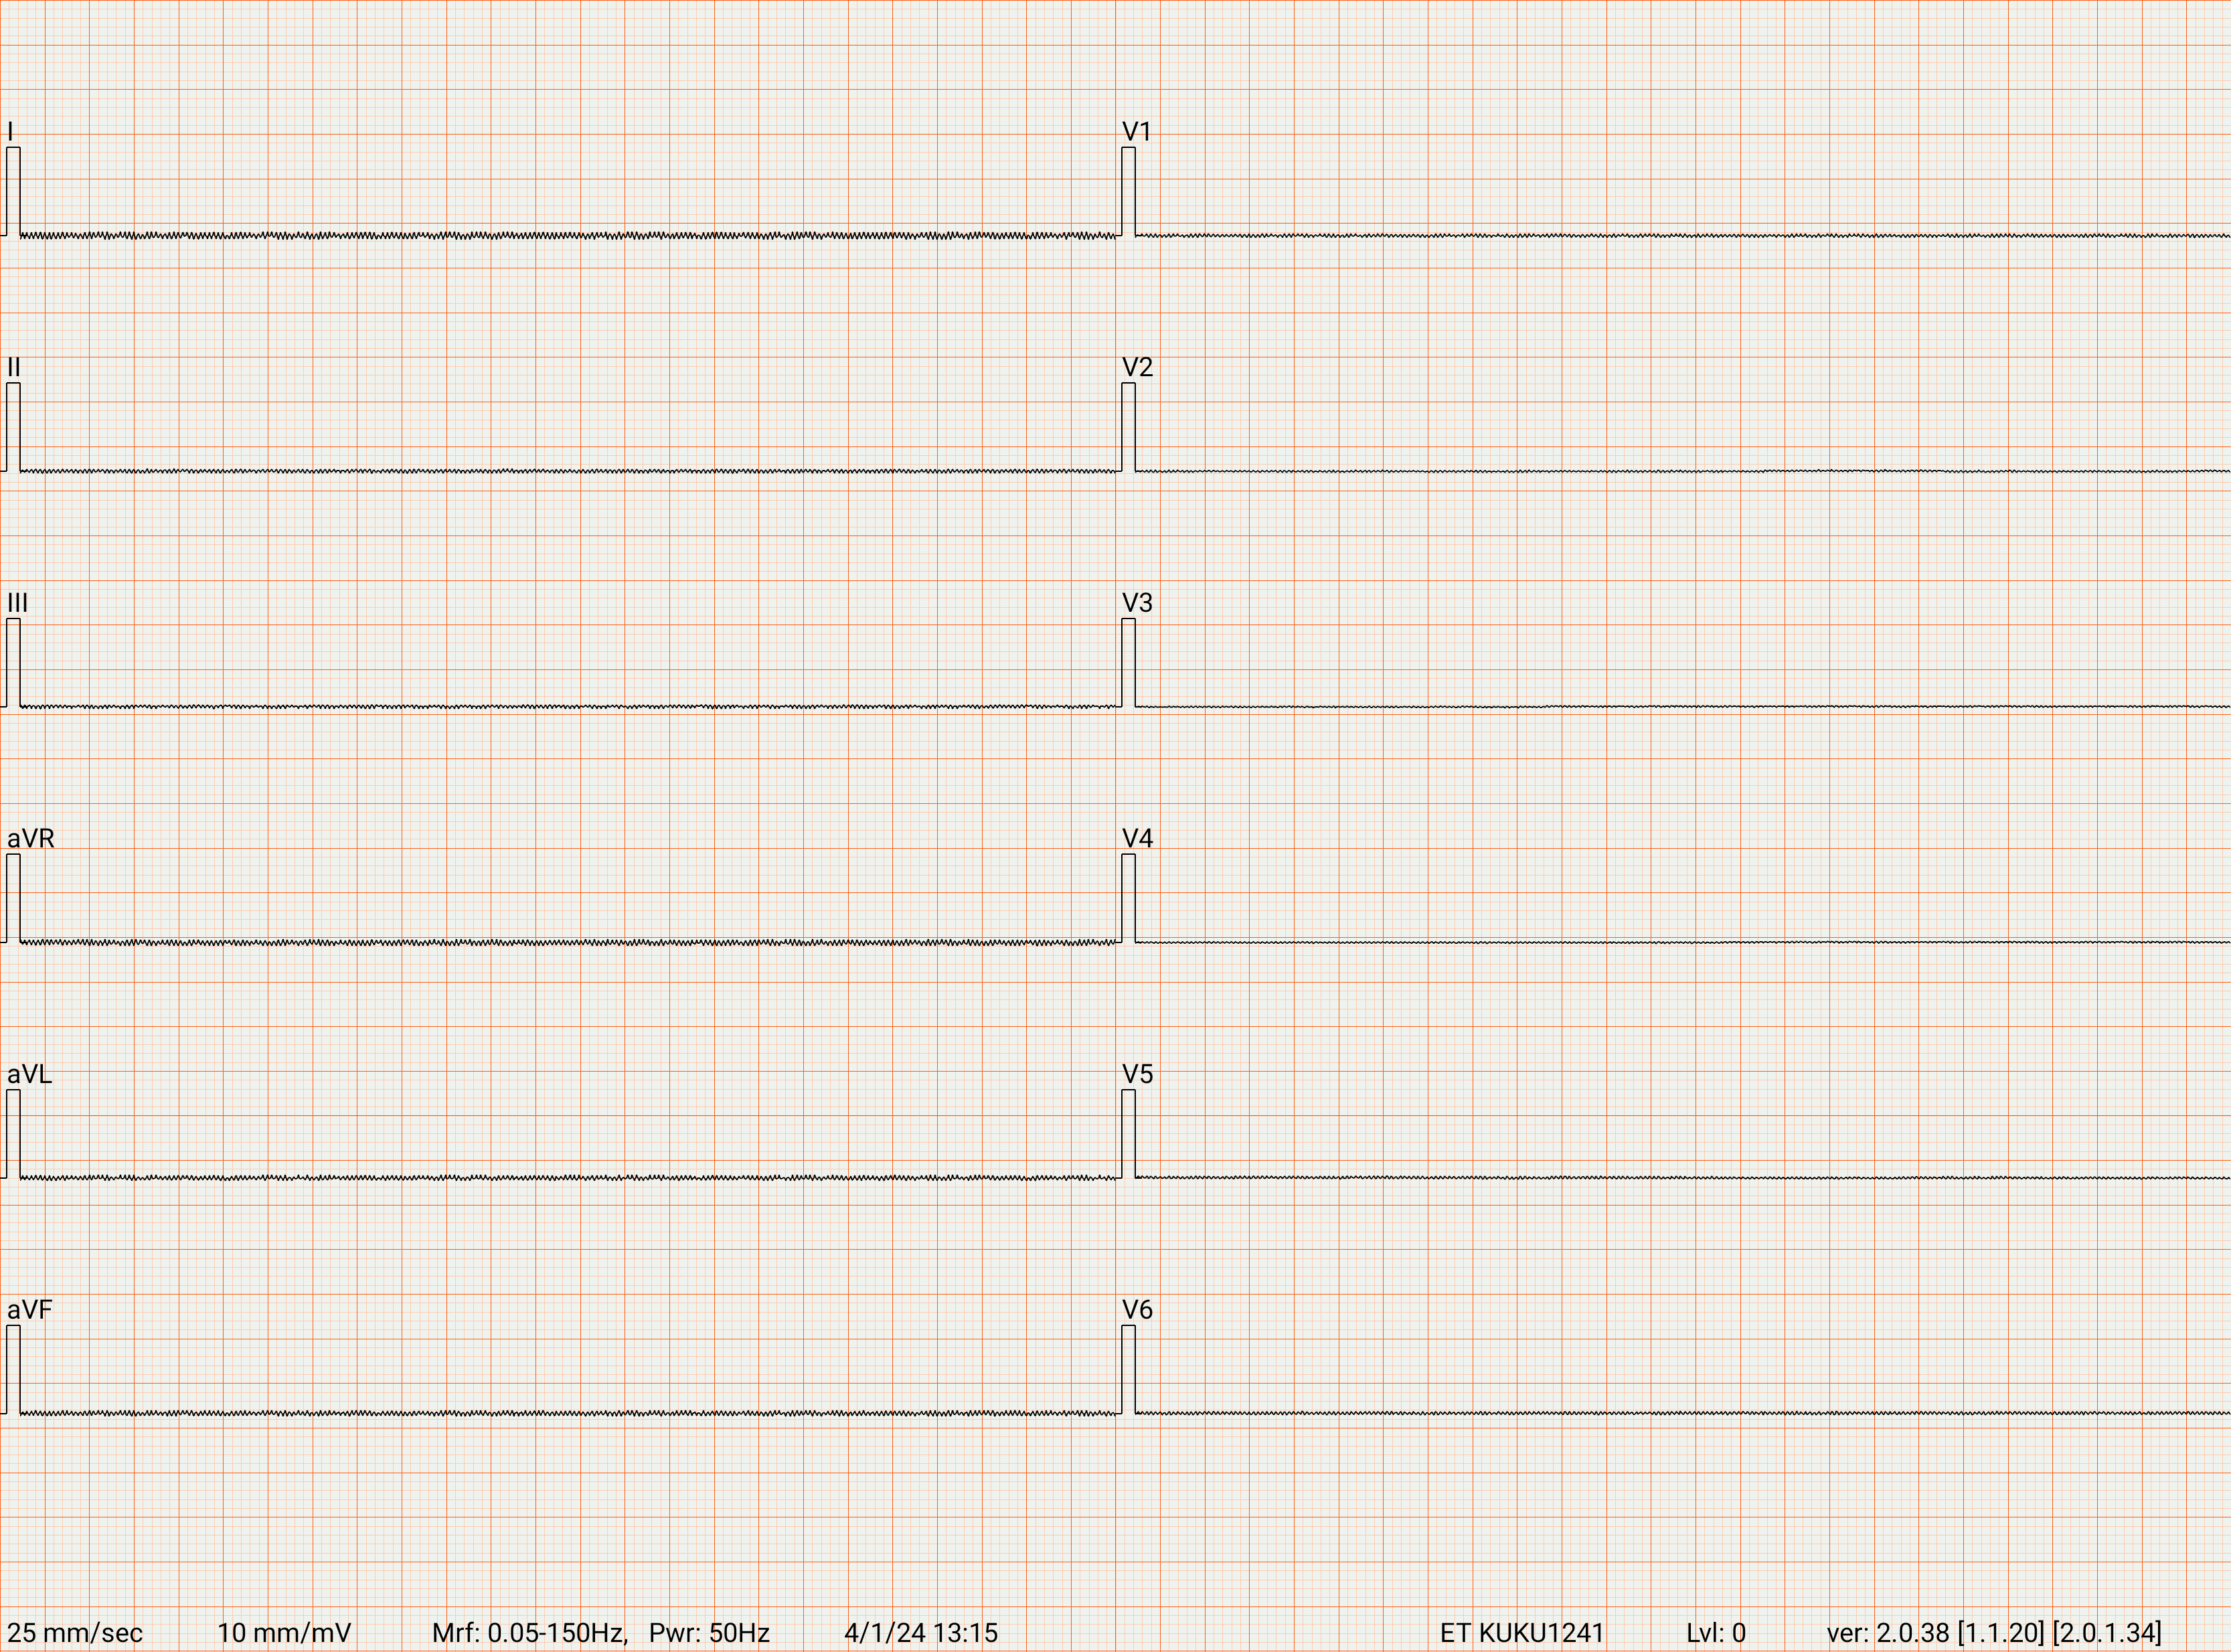 I
V1
II
V2
III
V3
aVR
V4
aVL
V5
aVF
V6
25 mm/sec 10 mm/mV Mrf: 0.05-150Hz, Pwr: 50Hz 4/1/24 13:15 ET KUKU1241 Lvl: 0 ver: 2.0.38 [1.1.20] [2.0.1.34]